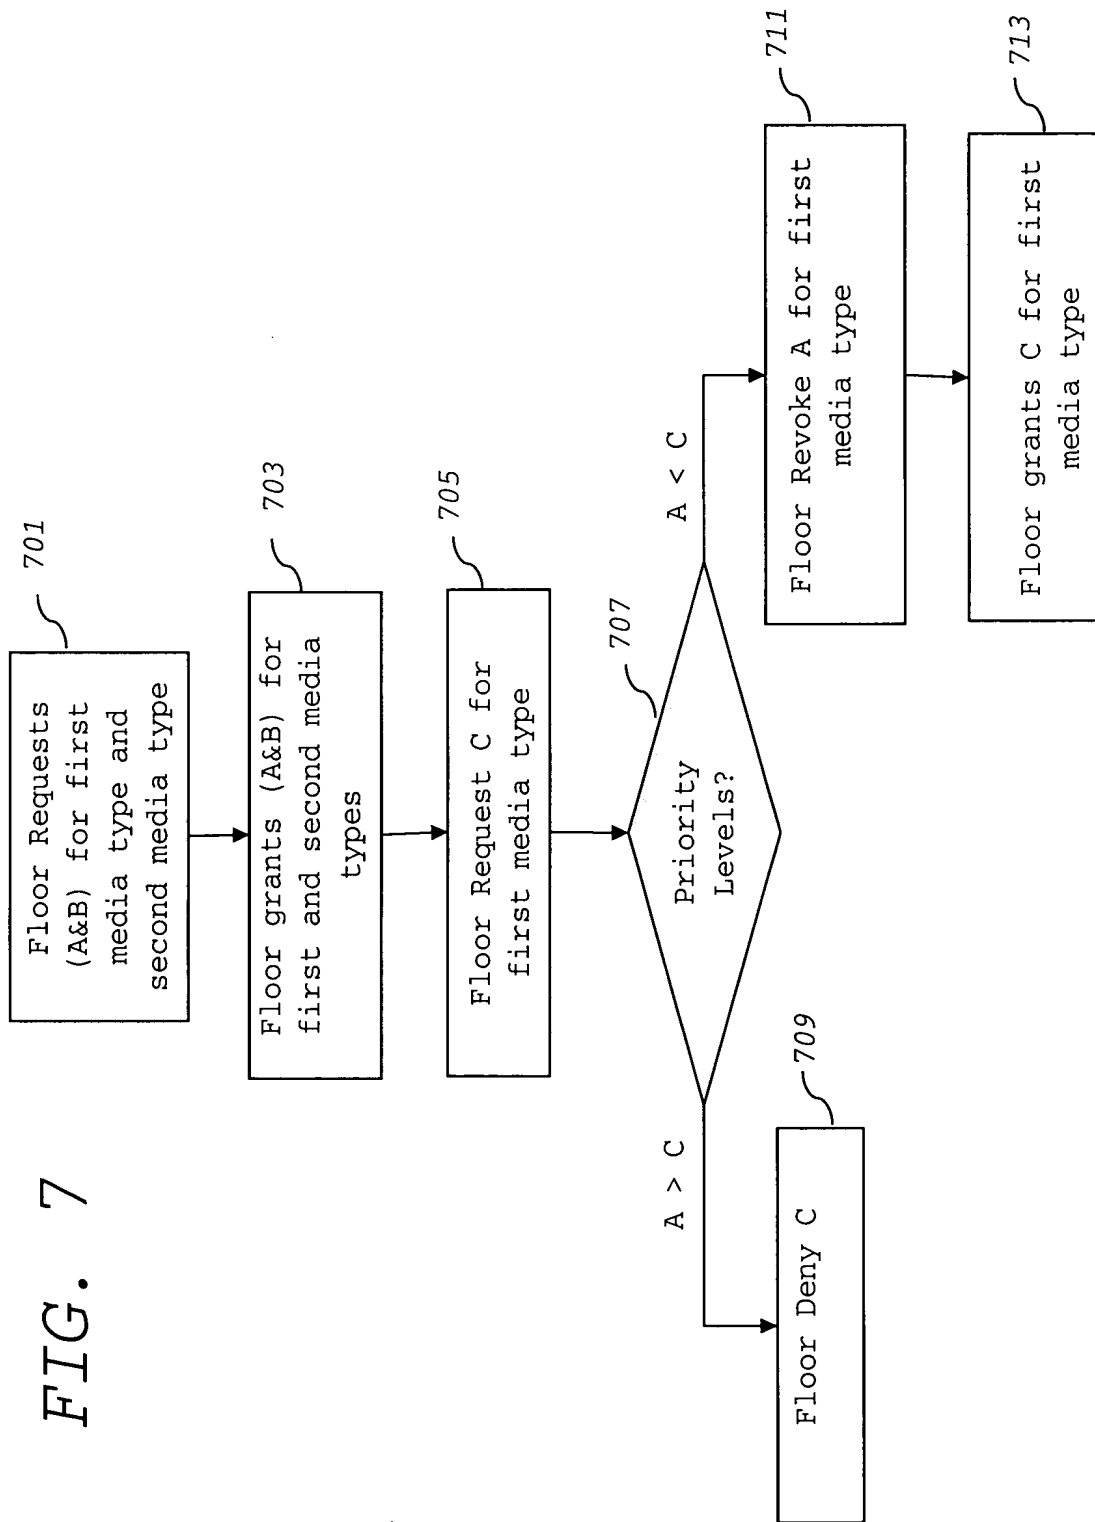 FIG. 7
701
Floor Requests
(A&B) for first
media type and
second media type
703
Floor grants (A&B) for
first and second media
types
705
Floor Request C for
first media type
707
Priority
Levels?
A > C
A < C
709
Floor Deny C
711
Floor Revoke A for first
media type
713
Floor grants C for first
media type